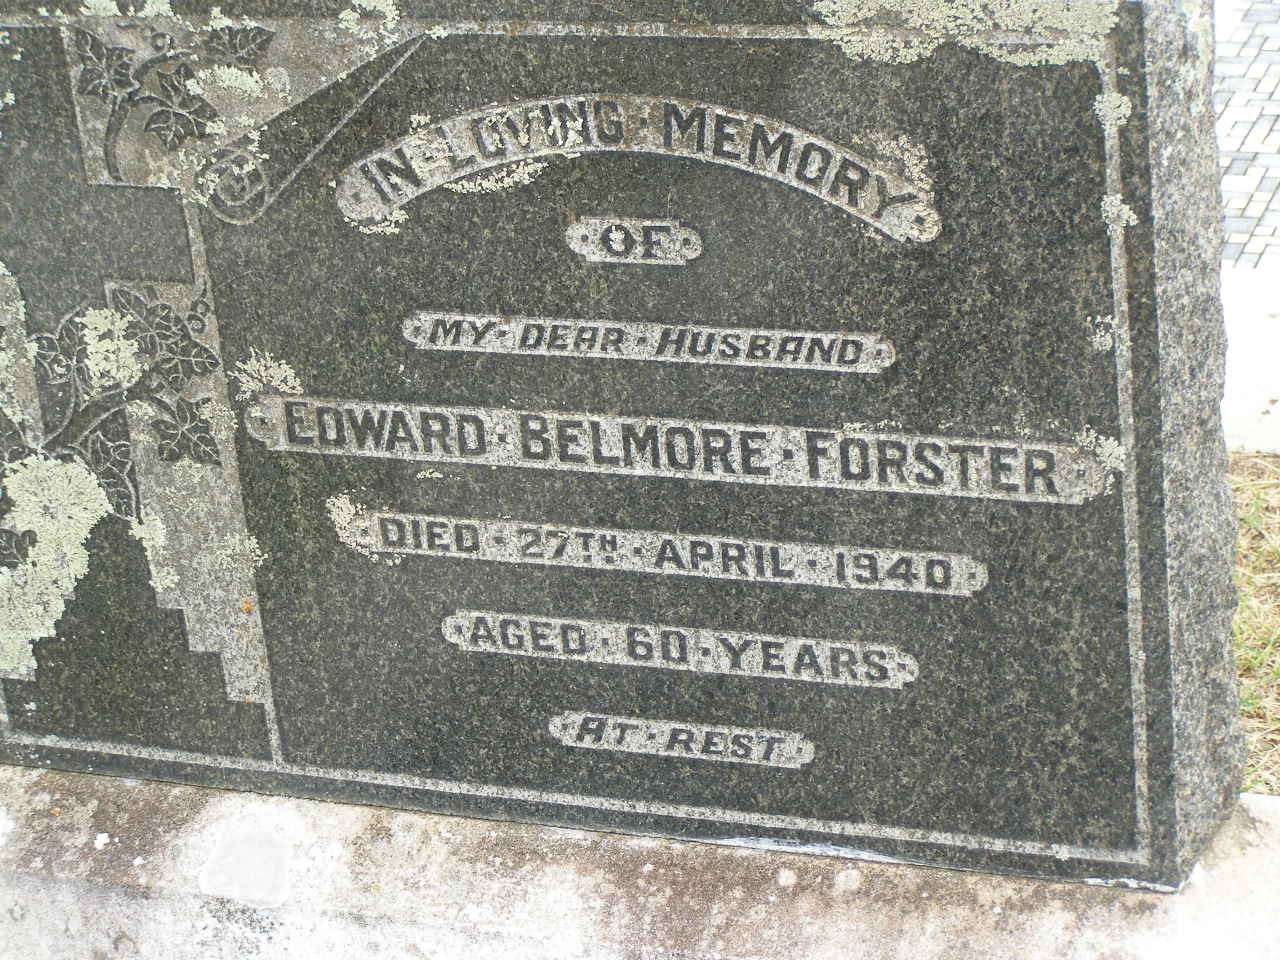 IN·LOVING·MEMORY
·OF·
MY·DEAR·HUSBAND
EDWARD·BELMORE·FORSTER
DIED·27TH·APRIL·1940
AGED·60·YEARS
AT·REST